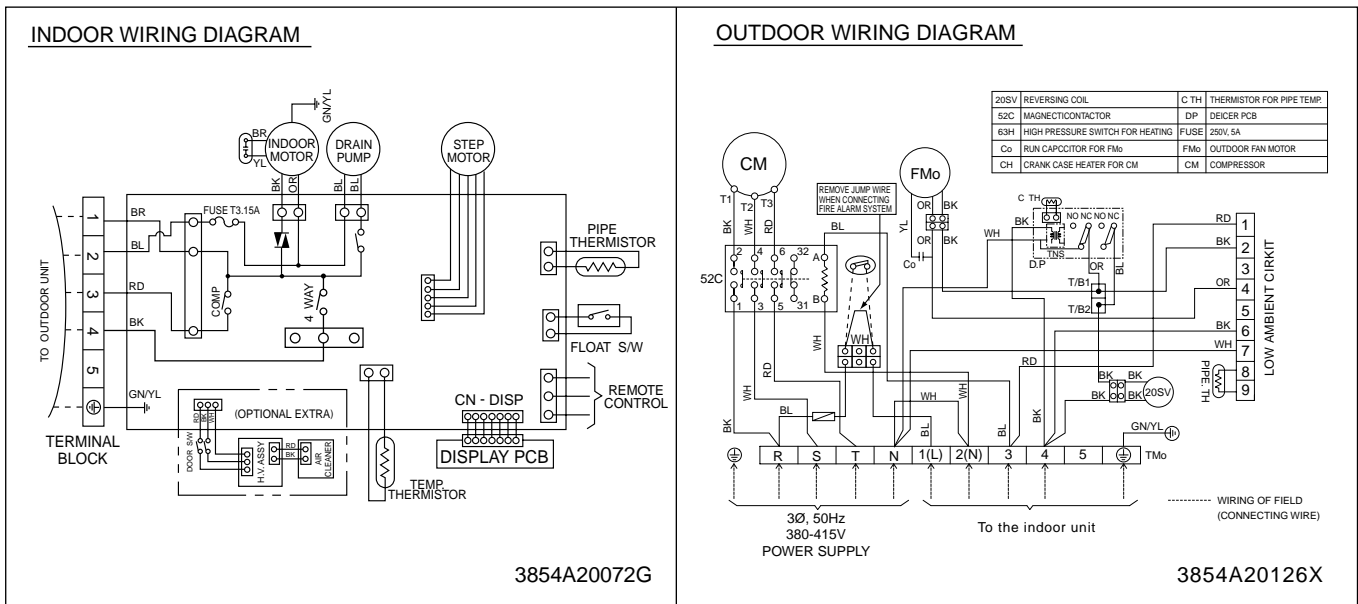 INDOOR WIRING DIAGRAM
GN/YL
BR
YL
INDOOR
MOTOR
DRAIN
PUMP
STEP
MOTOR
BK
OR
BL
BL
TO OUTDOOR UNIT
1
2
3
4
5
BR
BL
RD
BK
GN/YL
FUSE T3.15A
COMP
4 WAY
PIPE
THERMISTOR
FLOAT S/W
REMOTE
CONTROL
TERMINAL
BLOCK
(OPTIONAL EXTRA)
RD
BK
WH
DOOR S/W
H.V. ASSY
RD
BK
AIR
CLEANER
CN - DISP
DISPLAY PCB
TEMP.
THERMISTOR
3854A20072G
OUTDOOR WIRING DIAGRAM
20SV REVERSING COIL C TH THERMISTOR FOR PIPE TEMP.
52C MAGNECTICONTACTOR DP DEICER PCB
63H HIGH PRESSURE SWITCH FOR HEATING FUSE 250V, 5A
Co RUN CAPCCITOR FOR FMo FMo OUTDOOR FAN MOTOR
CH CRANK CASE HEATER FOR CM CM COMPRESSOR
CM
T1
T2
T3
BK
WH
RD
FMo
YL
OR
BK
OR
BK
Co
REMOVE JUMP WIRE
WHEN CONNECTING
FIRE ALARM SYSTEM
BL
52C
2
4
6
32
A
1
3
5
31
B
C TH
BK
WH
NO NC NO NC
TNS
D.P
OR
BL
T/B1
T/B2
RD
BK
OR
BK
WH
1
2
3
4
5
6
7
8
9
LOW AMBIENT CIRKIT
PIPE. TH
WH
WH
RD
WH
BL
WH
BL
WH
RD
BL
BK
BK
BK
BK
BK
20SV
GN/YL
BK
R
S
T
N
1(L)
2(N)
3
4
5
TMo
3Ø, 50Hz
380-415V
POWER SUPPLY
To the indoor unit
WIRING OF FIELD
(CONNECTING WIRE)
3854A20126X